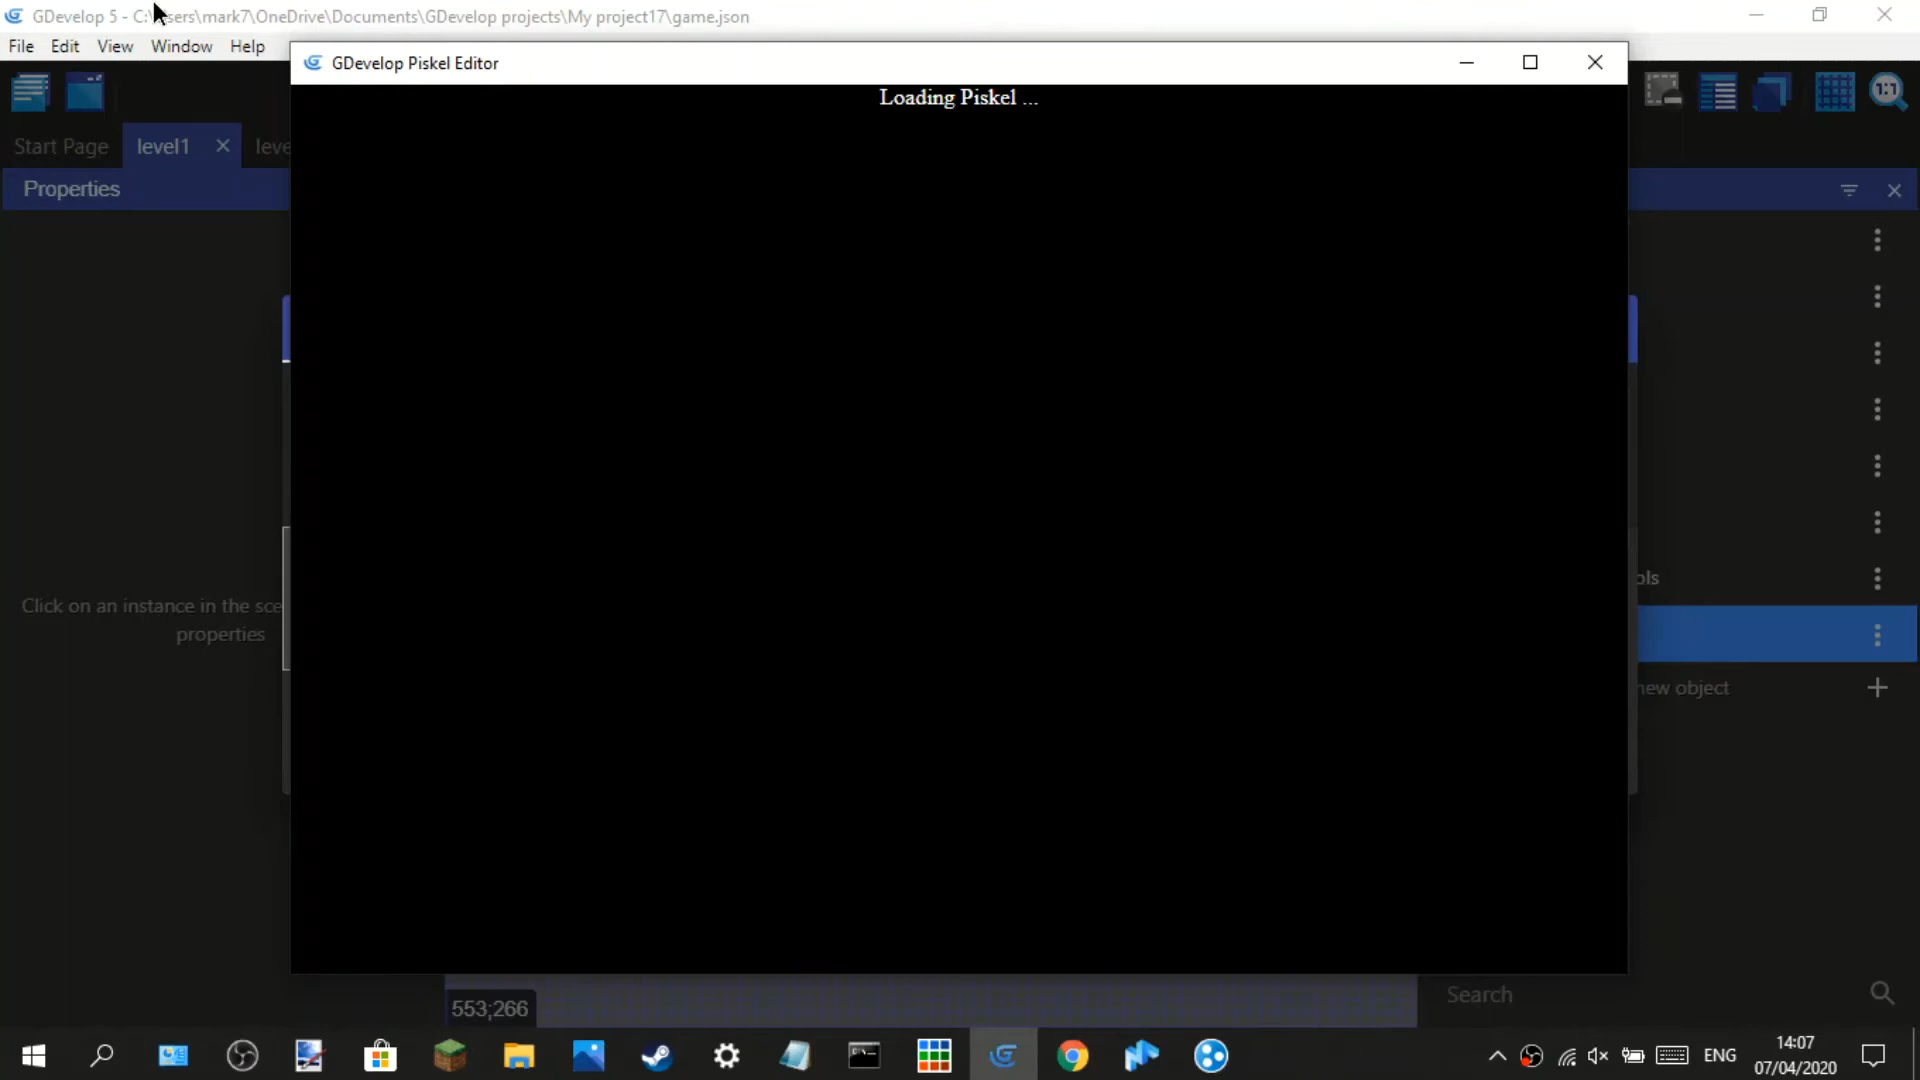 GDevelop 5 - C:\Users\mark7\OneDrive\Documents\GDevelop projects\My project17\game.json
File Edit View Window Help
GDevelop Piskel Editor
Loading Piskel ...
1:1
Start Page level1
Properties
Click on an instance in the
properties
new object
553;266
Search
ENG
14:07
07/04/2020